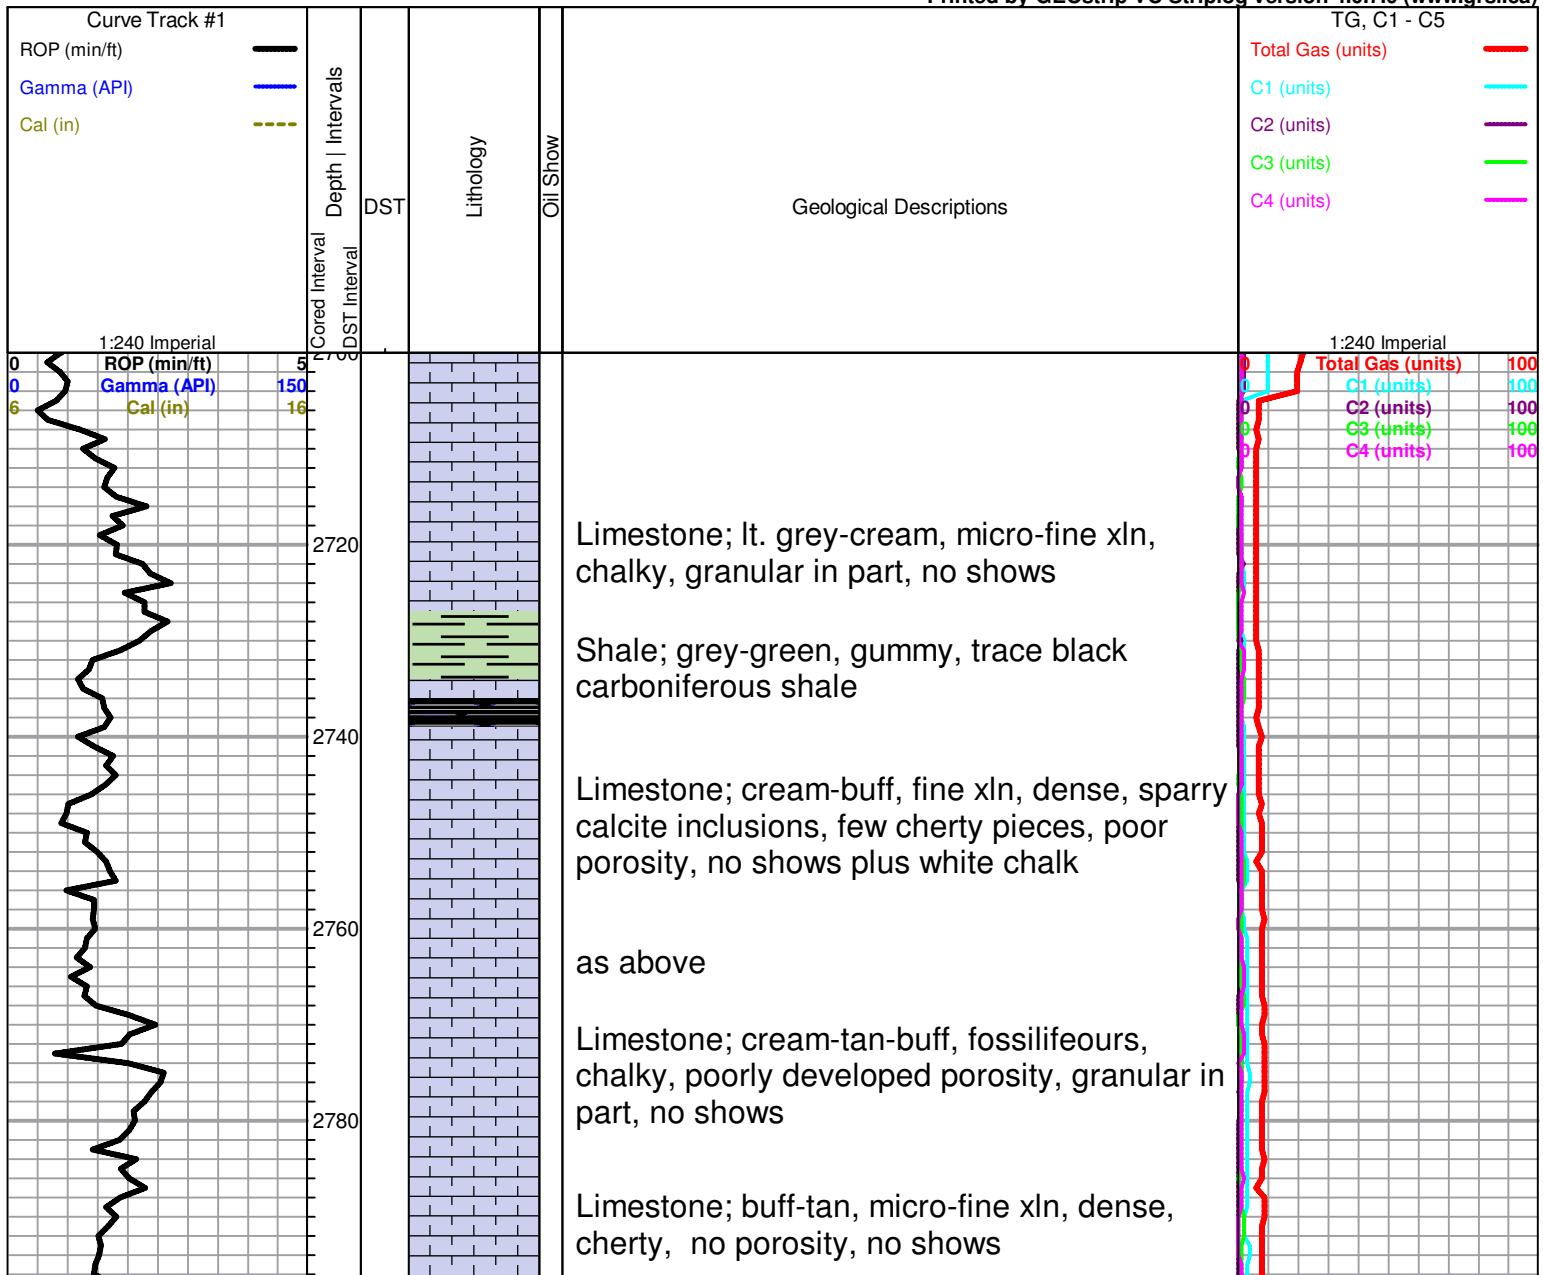 Curve Track #1
ROP (min/ft)
Gamma (API)
Cal (in)
1:240 Imperial
Cored Interval
Depth | Intervals
DST Interval
DST
Lithology
Oil Show
Geological Descriptions
TG, C1 - C5
Total Gas (units)
C1 (units)
C2 (units)
C3 (units)
C4 (units)
1:240 Imperial
0 ROP (min/ft) 5
0 Gamma (API) 150
6 Cal (in) 16
0 Total Gas (units) 100
0 C1 (units) 100
0 C2 (units) 100
0 C3 (units) 100
0 C4 (units) 100
2720
Limestone; lt. grey-cream, micro-fine xln,
chalky, granular in part, no shows
Shale; grey-green, gummy, trace black
carboniferous shale
2740
Limestone; cream-buff, fine xln, dense, sparry
calcite inclusions, few cherty pieces, poor
porosity, no shows plus white chalk
2760
as above
Limestone; cream-tan-buff, fossilifeours,
chalky, poorly developed porosity, granular in
part, no shows
2780
Limestone; buff-tan, micro-fine xln, dense,
cherty,  no porosity, no shows